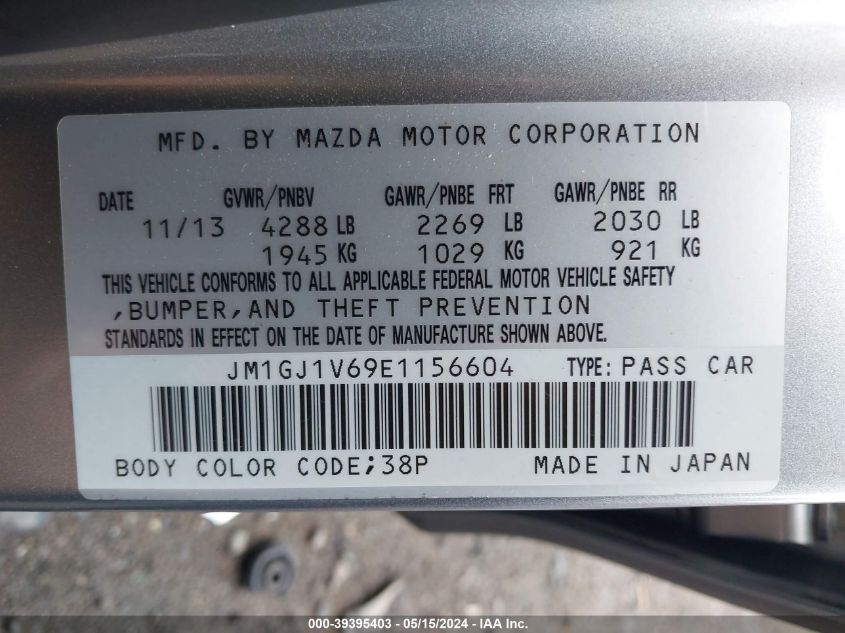 MFD. BY MAZDA MOTOR CORPORATION
DATE GVWR/PNBV GAWR/PNBE FRT GAWR/PNBE RR
11/13 4288 LB 2269 LB 2030 LB
1945 KG 1029 KG 921 KG
THIS VEHICLE CONFORMS TO ALL APPLICABLE FEDERAL MOTOR VEHICLE SAFETY
,BUMPER,AND THEFT PREVENTION
STANDARDS IN EFFECT ON THE DATE OF MANUFACTURE SHOWN ABOVE.
JM1GJ1V69E1156604 TYPE: PASS CAR
BODY COLOR CODE;38P MADE IN JAPAN
000-39395403 - 05/15/2024 - IAA Inc.